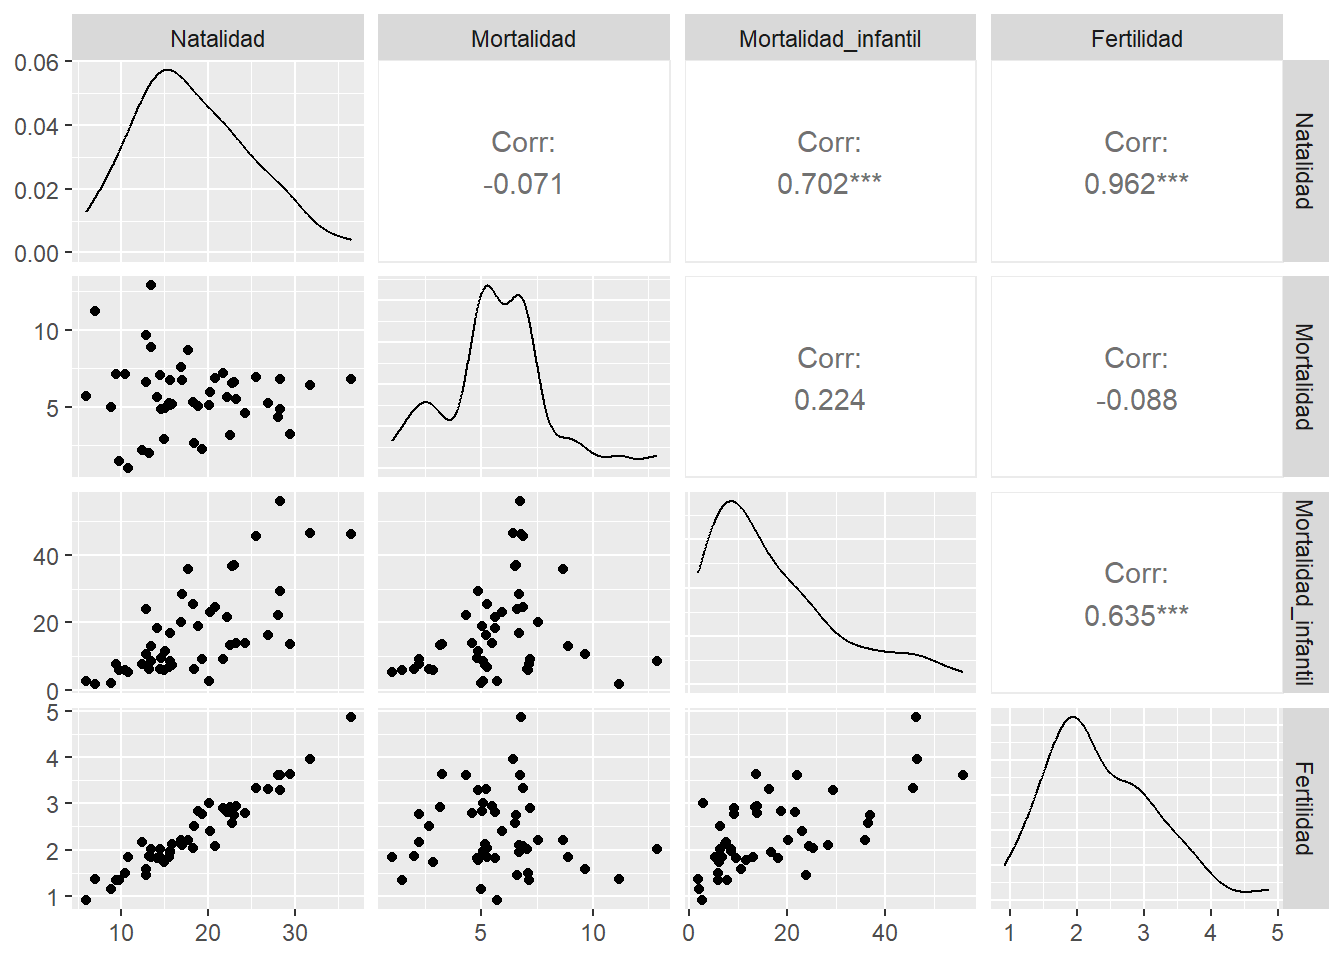 Natalidad
Mortalidad
Mortalidad_infantil
Fertilidad
0.06
0.04
0.02
0.00
Corr:
-0.071
Corr:
0.702***
Corr:
0.962***
Natalidad
10
5
Corr:
0.224
Corr:
-0.088
Mortalidad
40
20
0
Corr:
0.635***
Mortalidad_infantil
5
4
3
2
1
Fertilidad
10 20 30
5 10
0 20 40
1 2 3 4 5